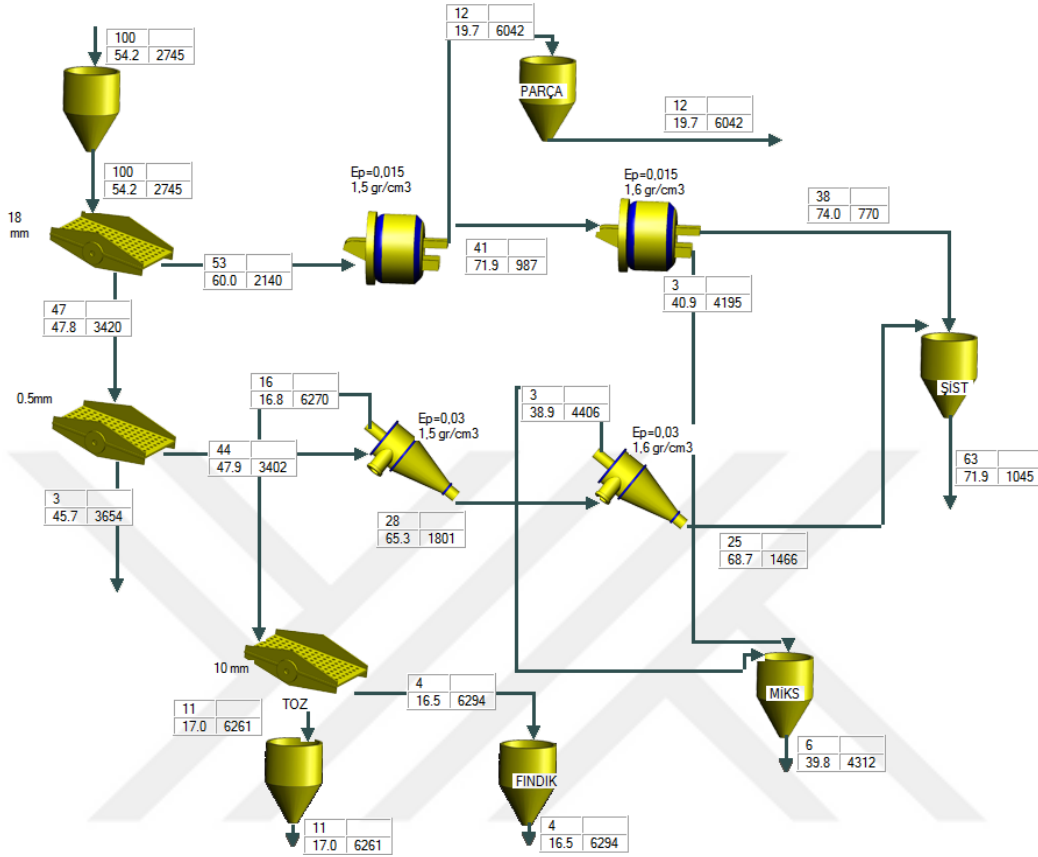 12
19.7 6042
100
54.2 2745
PARÇA
12
19.7 6042
100
54.2 2745
Ep=0,015
1,5 gr/cm3
Ep=0,015
1,6 gr/cm3
38
74.0 770
18
mm
41
71.9 987
53
60.0 2140
3
40.9 4195
47
47.8 3420
ŞİST
0.5mm
16
16.8 6270
3
38.9 4406
Ep=0,03
1,5 gr/cm3
Ep=0,03
1,6 gr/cm3
44
47.9 3402
63
71.9 1045
3
45.7 3654
28
65.3 1801
25
68.7 1466
10 mm
4
16.5 6294
MİKS
TOZ
11
17.0 6261
6
39.8 4312
FINDIK
11
17.0 6261
4
16.5 6294